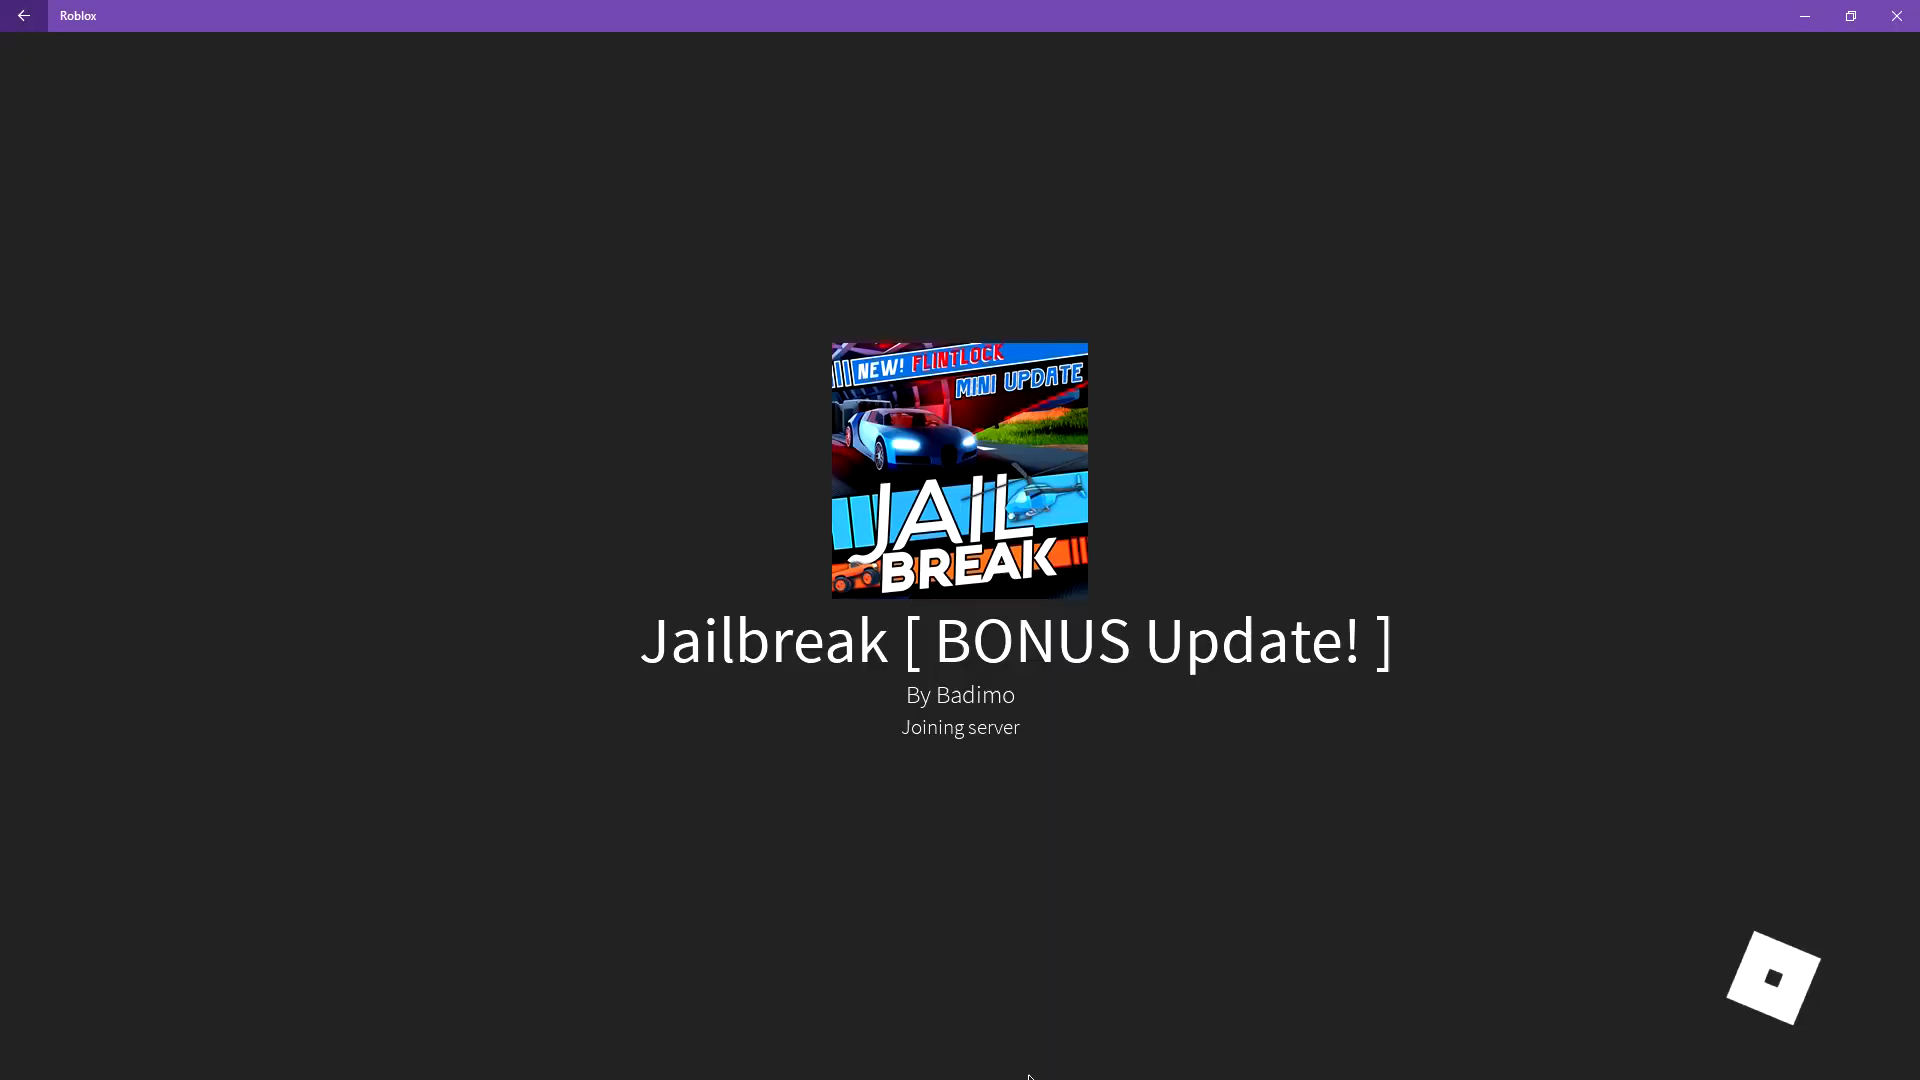 Roblox
NEW! FLINTLOCK
MINI UPDATE
JAIL
BREAK
Jailbreak [ BONUS Update! ]
By Badimo
Joining server